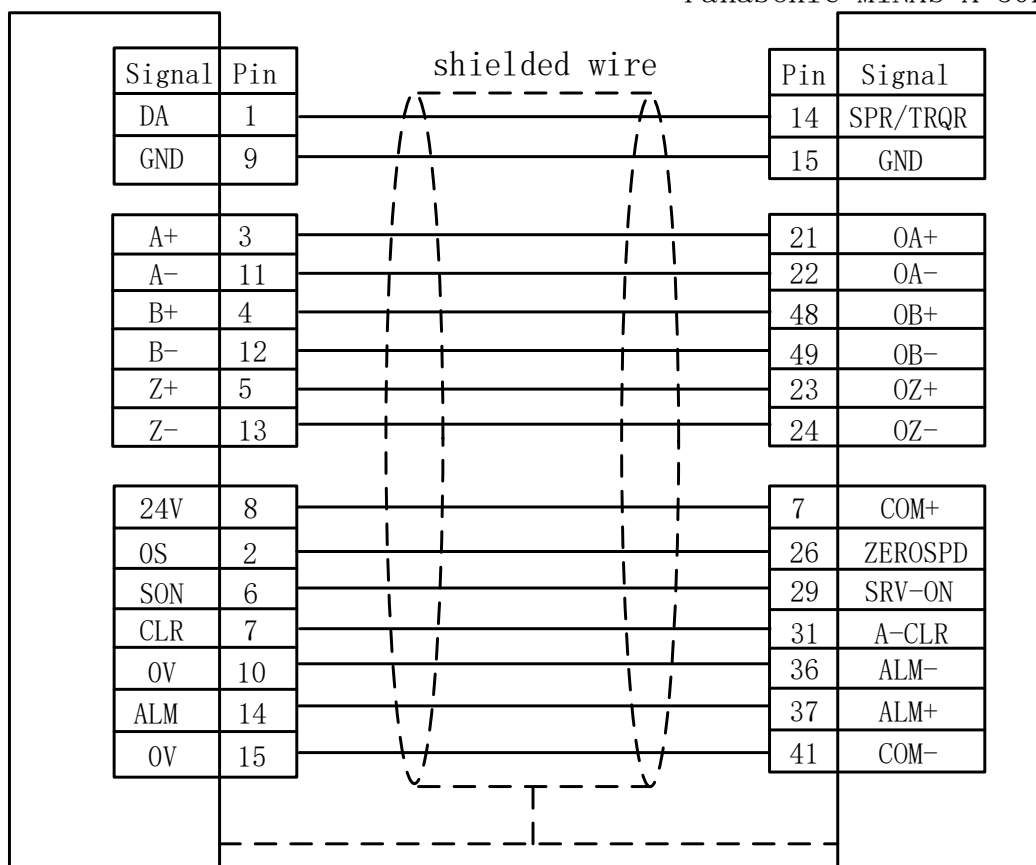 Panasonic MINAS A
shielded wire
Signal Pin Pin Signal
DA 1 14 SPR/TRQR
GND 9 15 GND
A+ 3 21 OA+
A- 11 22 OA-
B+ 4 48 OB+
B- 12 49 OB-
Z+ 5 23 OZ+
Z- 13 24 OZ-
24V 8 7 COM+
OS 2 26 ZEROSPD
SON 6 29 SRV-ON
CLR 7 31 A-CLR
0V 10 36 ALM-
ALM 14 37 ALM+
0V 15 41 COM-